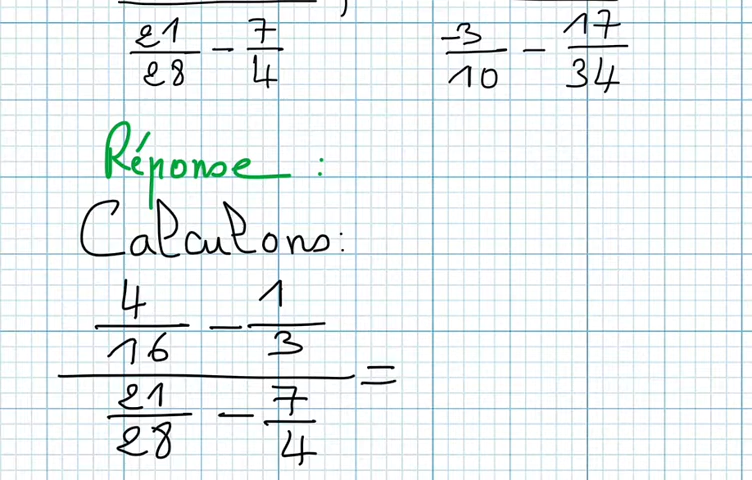 21/28 - 7/4    -3/10 - 17/34
Réponse :
Calculons:
4/16 - 1/3
21/28 - 7/4 =